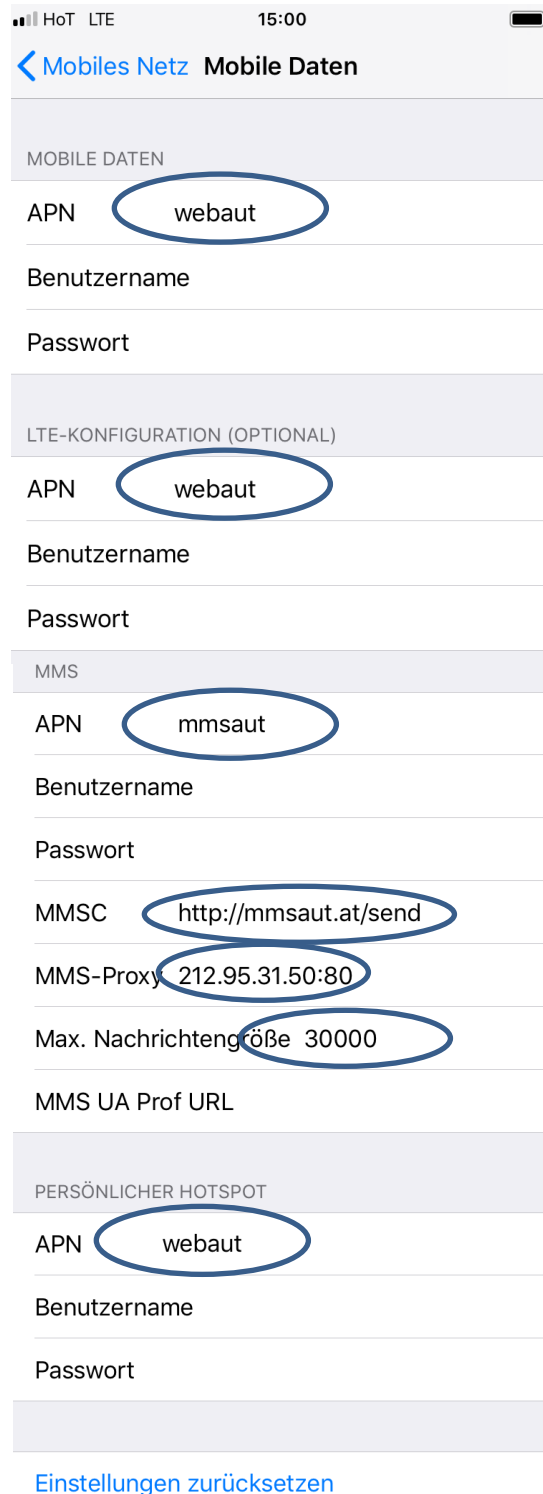 HoT LTE 15:00
Mobiles Netz Mobile Daten
MOBILE DATEN
APN webaut
Benutzername
Passwort
LTE-KONFIGURATION (OPTIONAL)
APN webaut
Benutzername
Passwort
MMS
APN mmsaut
Benutzername
Passwort
MMSC http://mmsaut.at/send
MMS-Proxy 212.95.31.50:80
Max. Nachrichtengröße 30000
MMS UA Prof URL
PERSÖNLICHER HOTSPOT
APN webaut
Benutzername
Passwort
Einstellungen zurücksetzen